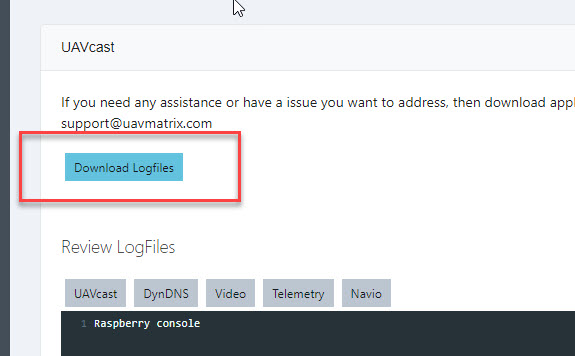 UAVcast
If you need any assistance or have a issue you want to address, then download appl
support@uavmatrix.com
Download Logfiles
Review LogFiles
UAVcast DynDNS Video Telemetry Navio
1 Raspberry console